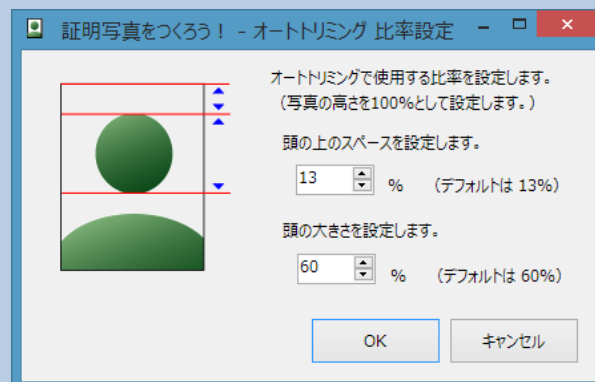 証明写真をつくろう! - オートトリミング 比率設定
オートトリミングで使用する比率を設定します。
(写真の高さを100%として設定します。)
頭の上のスペースを設定します。
13 % (デフォルトは 13%)
頭の大きさを設定します。
60 % (デフォルトは 60%)
OK キャンセル